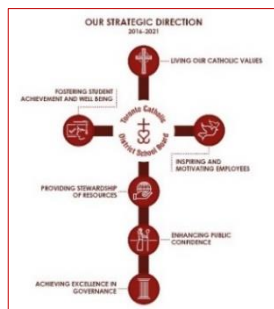 OUR STRATEGIC DIRECTION
2016-2021
LIVING OUR CATHOLIC VALUES
FOSTERING STUDENT
ACHIEVEMENT AND WELL BEING
Toronto Catholic
District School Board
INSPIRING AND
MOTIVATING EMPLOYEES
PROVIDING STEWARDSHIP
OF RESOURCES
ENHANCING PUBLIC
CONFIDENCE
ACHIEVING EXCELLENCE IN
GOVERNANCE